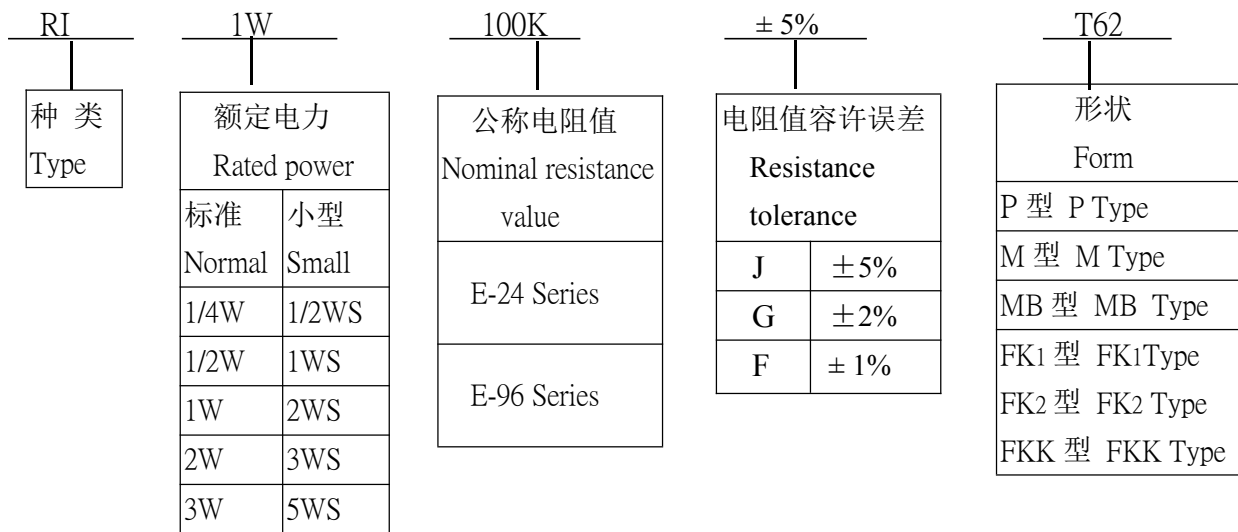 RI 1W 100K ± 5% T62
种 类
Type
额定电力
Rated power
标准 小型
Normal Small
1/4W 1/2WS
1/2W 1WS
1W 2WS
2W 3WS
3W 5WS
公称电阻值
Nominal resistance
value
E-24 Series
E-96 Series
电阻值容许误差
Resistance
tolerance
J ±5%
G ±2%
F ± 1%
形状
Form
P 型 P Type
M 型 M Type
MB 型 MB Type
FK1 型 FK1Type
FK2 型 FK2 Type
FKK 型 FKK Type